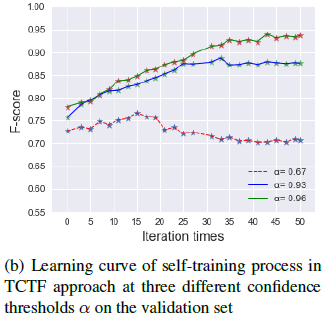 1.00
0.95
0.90
0.85
0.80
0.75
0.70
0.65
0.60
0.55
F-score
α= 0.67
α= 0.93
α= 0.96
0 5 10 15 20 25 30 35 40 45 50
Iteration times
(b) Learning curve of self-training process in
TCTF approach at three different confidence
thresholds α on the validation set